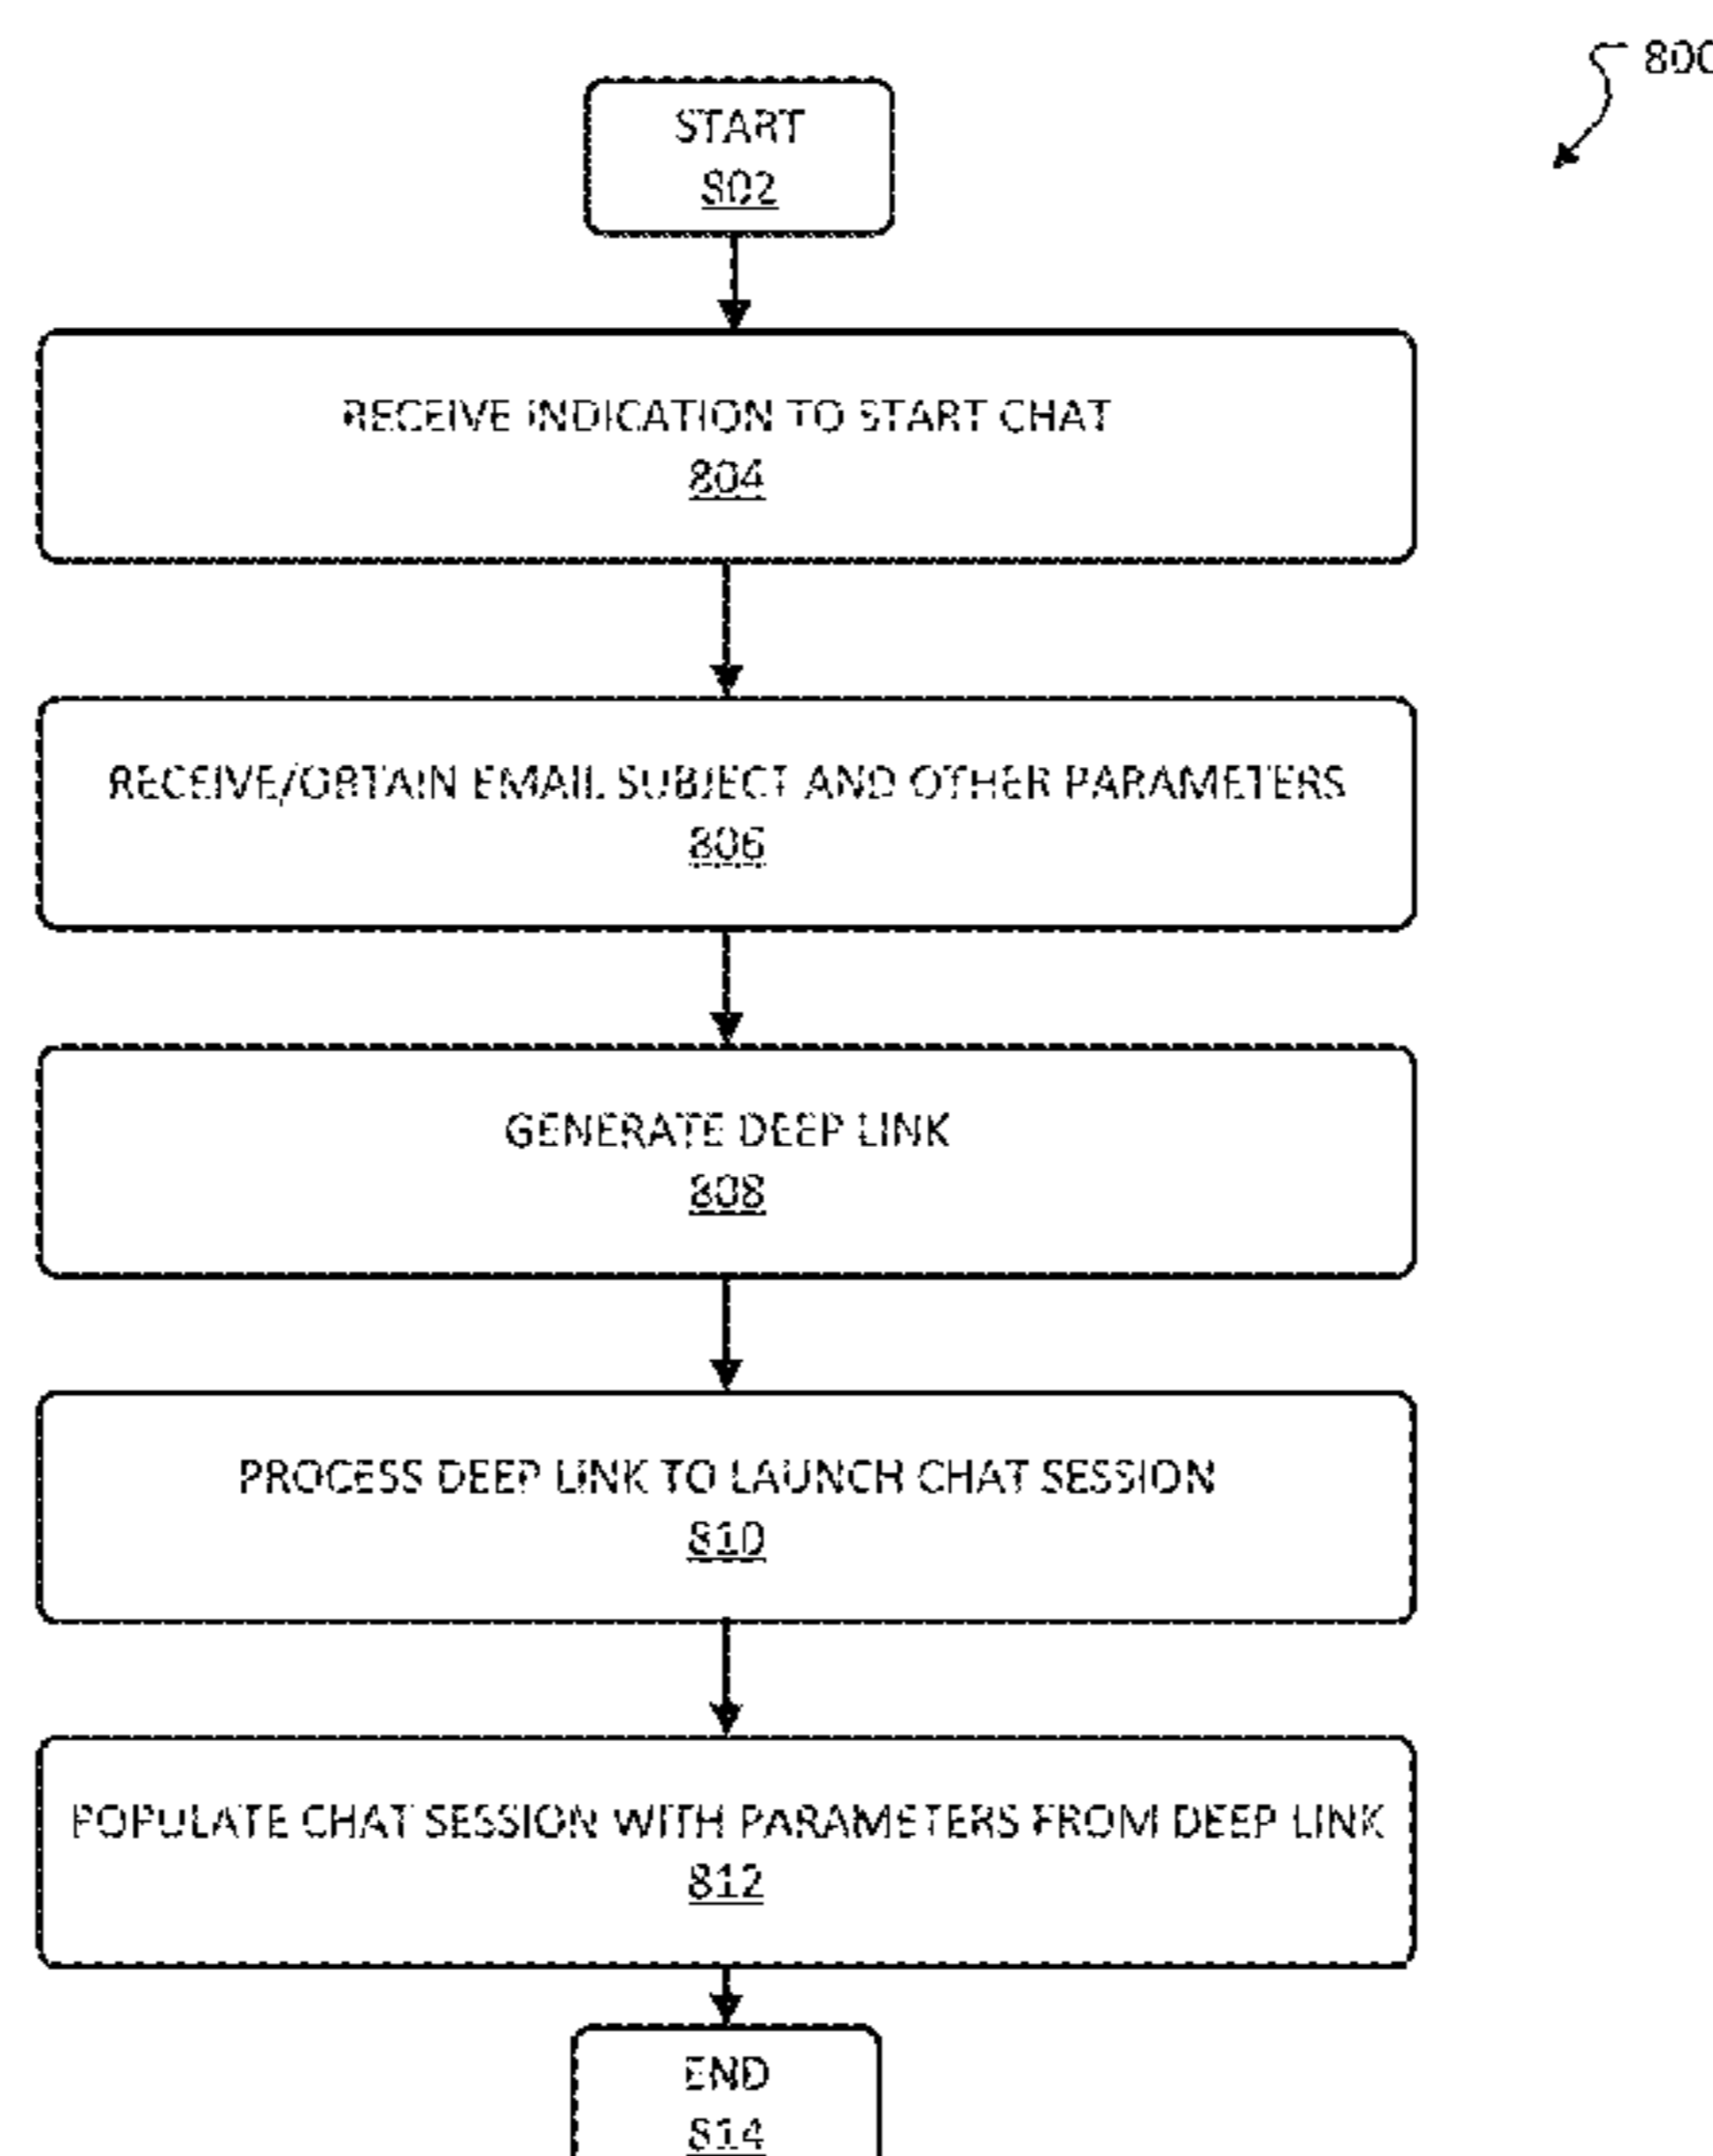 800
START
802
RECEIVE INDICATION TO START CHAT
804
RECEIVE/OBTAIN EMAIL SUBJECT AND OTHER PARAMETERS
806
GENERATE DEEP LINK
808
PROCESS DEEP LINK TO LAUNCH CHAT SESSION
810
POPULATE CHAT SESSION WITH PARAMETERS FROM DEEP LINK
812
END
814